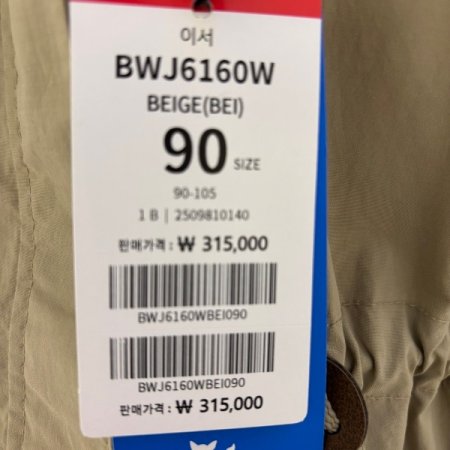 이서
BWJ6160W
BEIGE(BEI)
90 SIZE
90-105
1 B | 2509810140
판매가격 : ₩ 315,000
BWJ6160WBEI090
BWJ6160WBEI090
판매가격 : ₩ 315,000